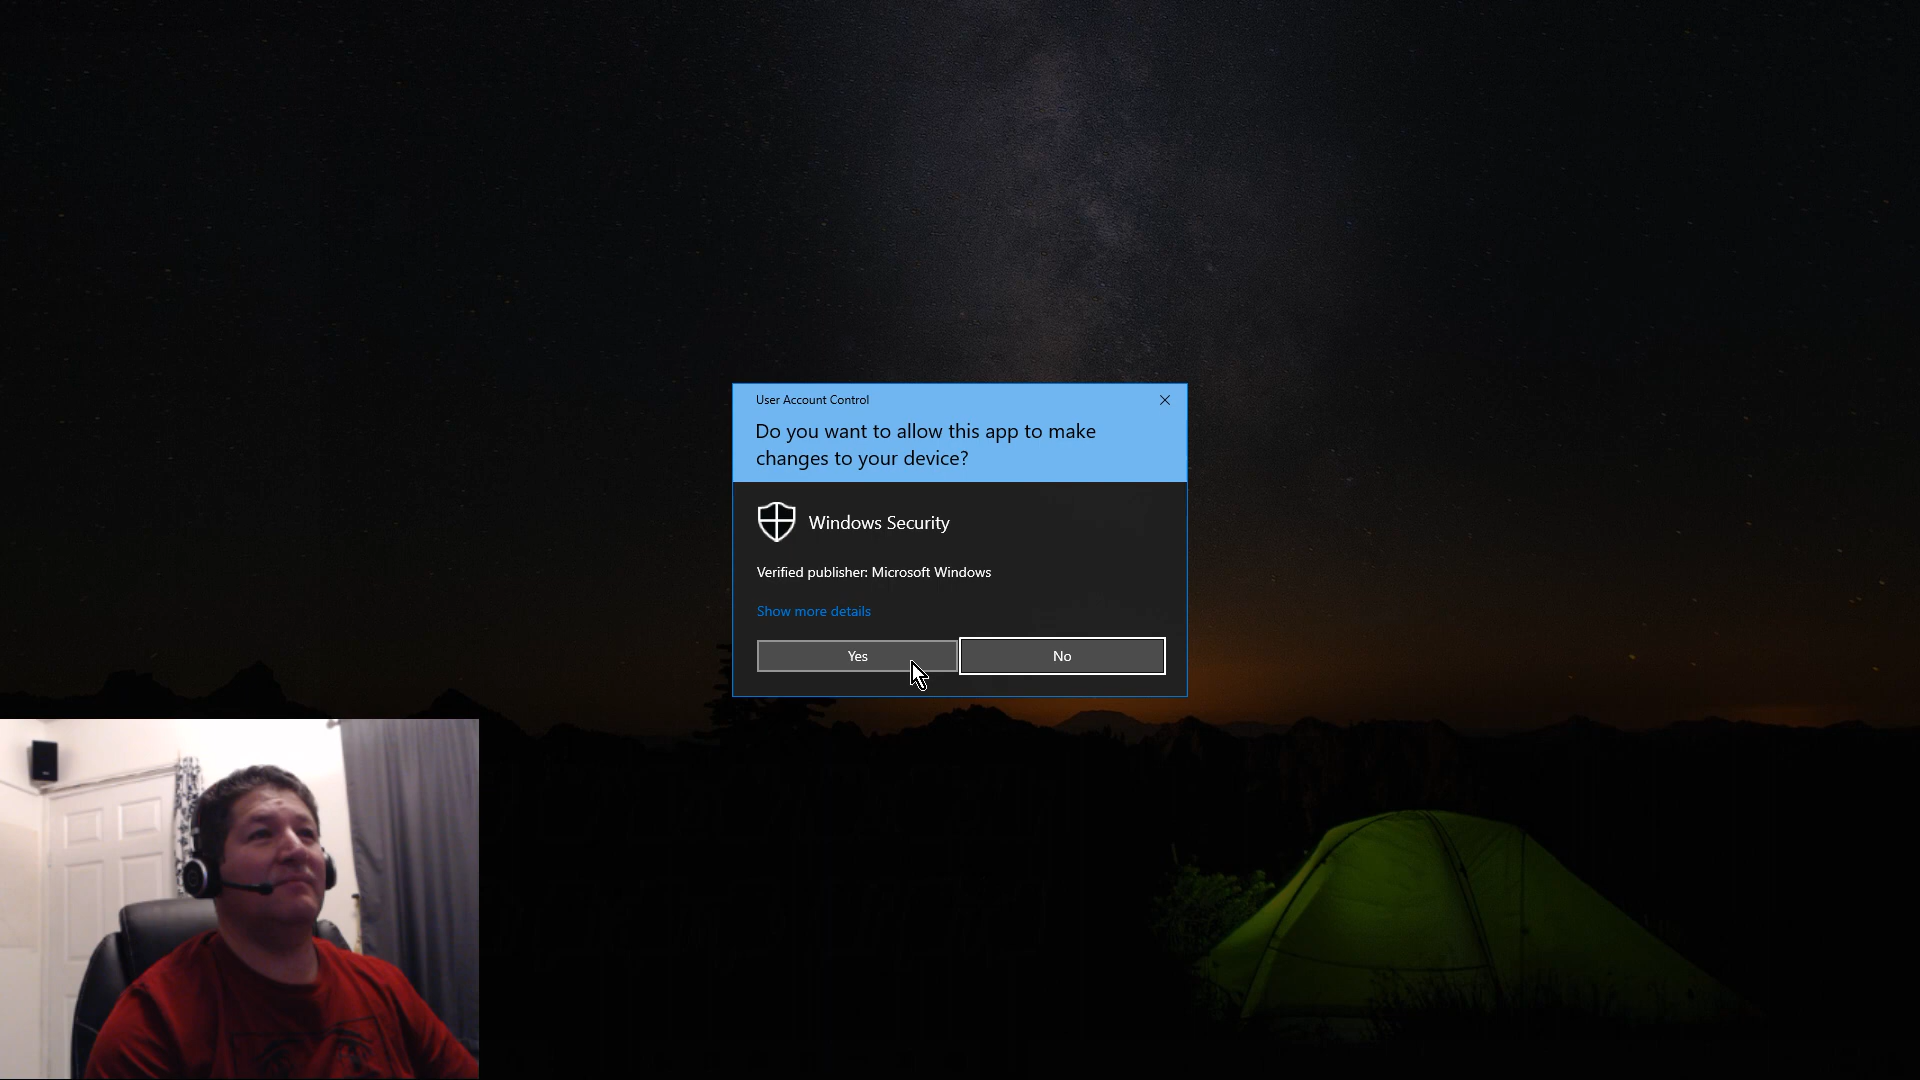 User Account Control
Do you want to allow this app to make
changes to your device?
Windows Security
Verified publisher: Microsoft Windows
Show more details
Yes
No